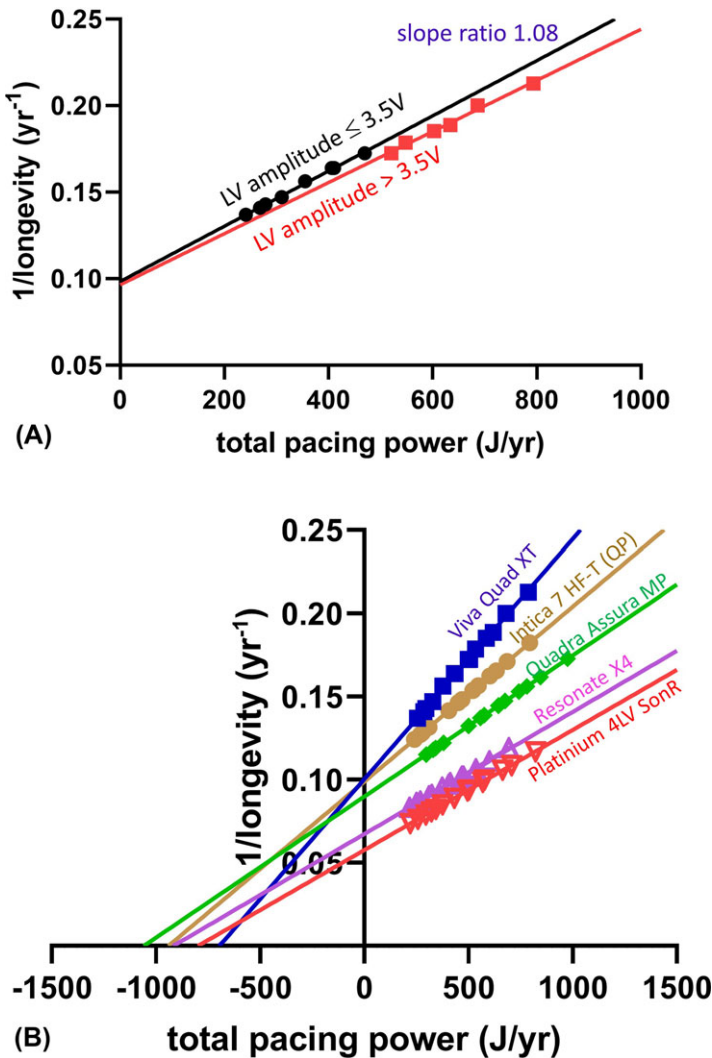 0.25
slope ratio 1.08
0.20
LV amplitude ≤ 3.5V
0.15
LV amplitude > 3.5V
0.10
0.05
1/longevity (yr⁻¹)
0 200 400 600 800 1000
total pacing power (J/yr)
(A)
0.25
Viva Quad XT
Intica 7 HF-T (QP)
0.20
Quadra Assura MP
0.15
Resonate X4
Platinium 4LV SonR
0.10
0.05
1/longevity (yr⁻¹)
-1500 -1000 -500 0 500 1000 1500
total pacing power (J/yr)
(B)